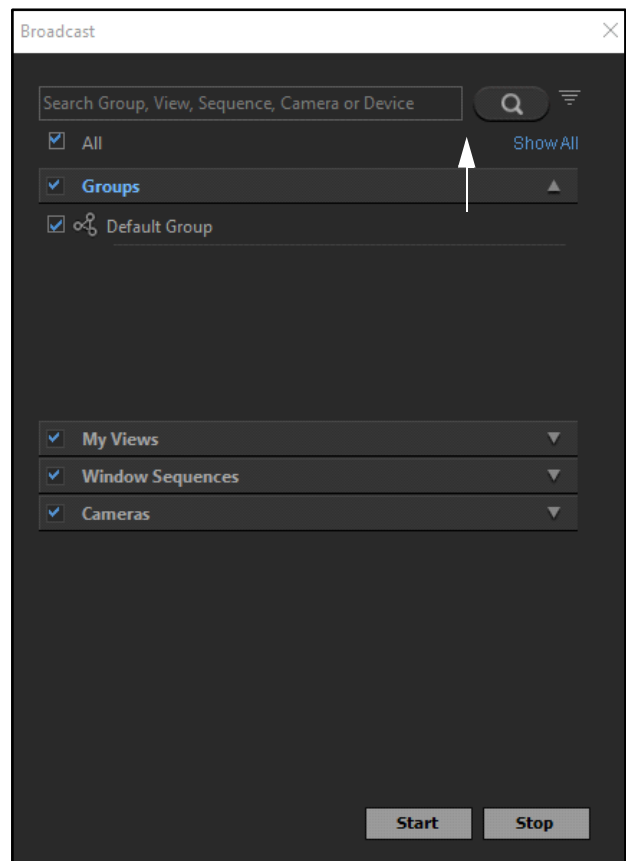 Broadcast
Search Group, View, Sequence, Camera or Device
All Show All
Groups
Default Group
My Views
Window Sequences
Cameras
Start Stop